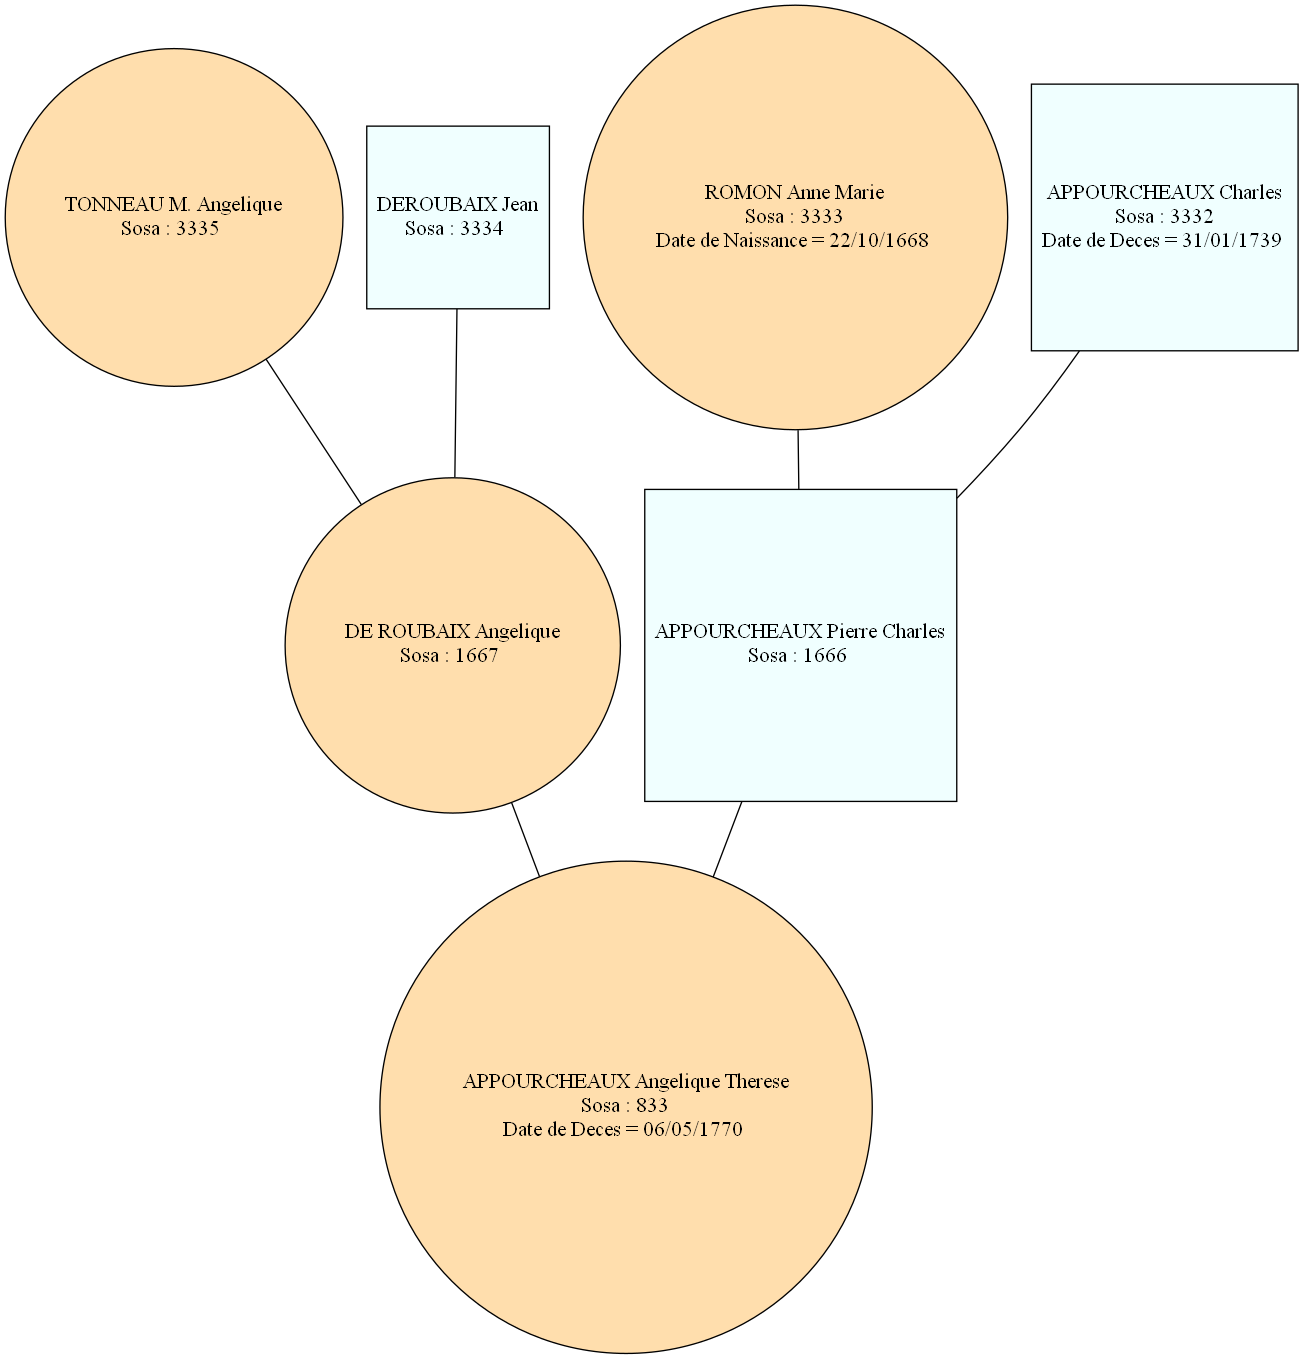 TONNEAU M. Angelique
Sosa : 3335
DEROUBAIX Jean
Sosa : 3334
ROMON Anne Marie
Sosa : 3333
Date de Naissance = 22/10/1668
APPOURCHEAUX Charles
Sosa : 3332
Date de Deces = 31/01/1739
DE ROUBAIX Angelique
Sosa : 1667
APPOURCHEAUX Pierre Charles
Sosa : 1666
APPOURCHEAUX Angelique Therese
Sosa : 833
Date de Deces = 06/05/1770